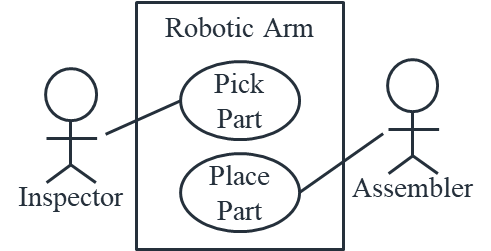 Robotic Arm
Pick
Part
Place
Part
Inspector
Assembler